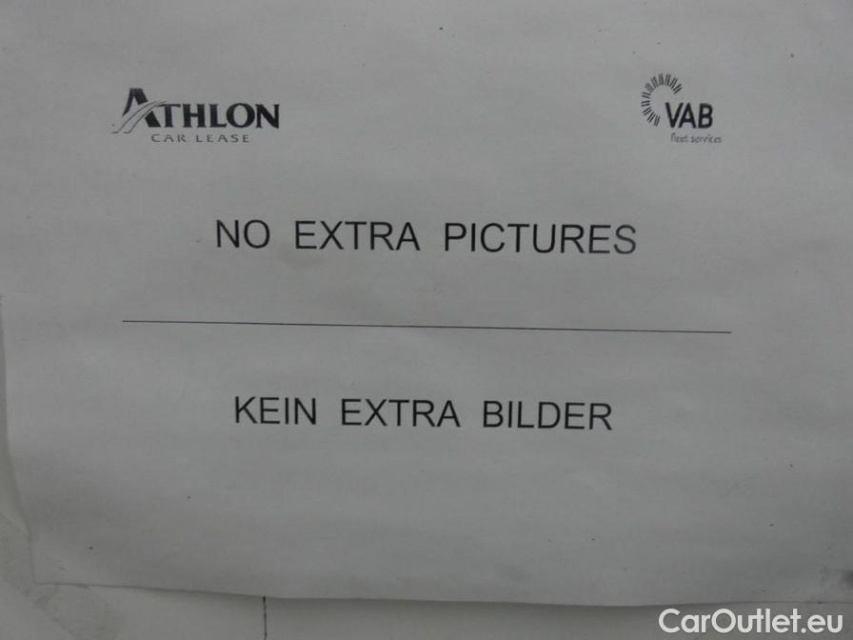 ATHLON
CAR LEASE
VAB
fleet services
NO EXTRA PICTURES
KEIN EXTRA BILDER
CarOutlet.eu